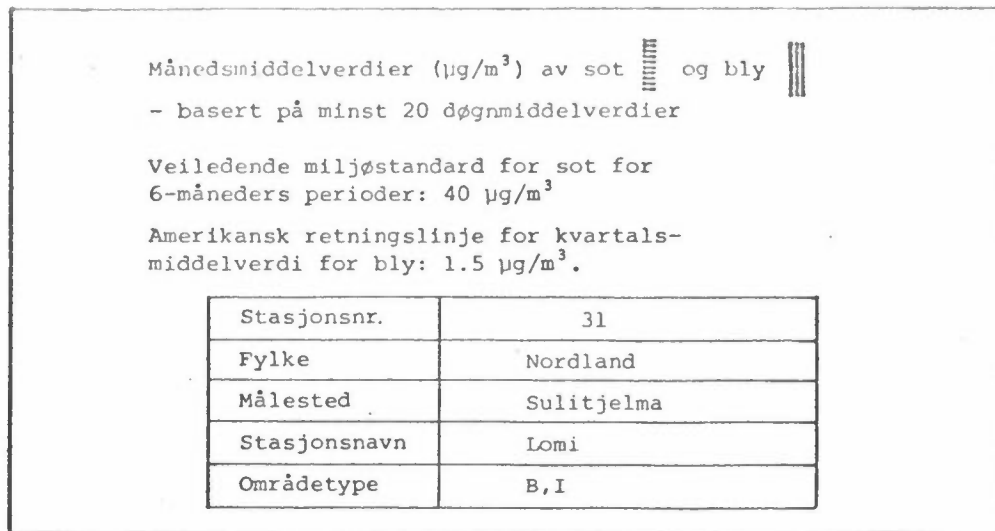 Månedsmiddelverdier (µg/m³) av sot og bly
- basert på minst 20 døgnmiddelverdier
Veiledende miljøstandard for sot for
6-måneders perioder: 40 µg/m³
Amerikansk retningslinje for kvartals-
middelverdi for bly: 1.5 µg/m³.
Stasjonsnr. 31
Fylke Nordland
Målested Sulitjelma
Stasjonsnavn Lomi
Områdetype B,I